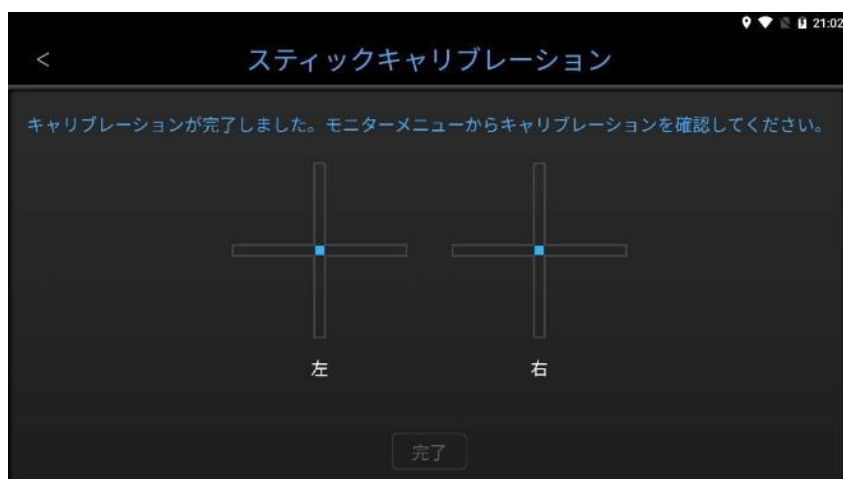 21:02
< スティックキャリブレーション
キャリブレーションが完了しました。モニターメニューからキャリブレーションを確認してください。
左 右
完了